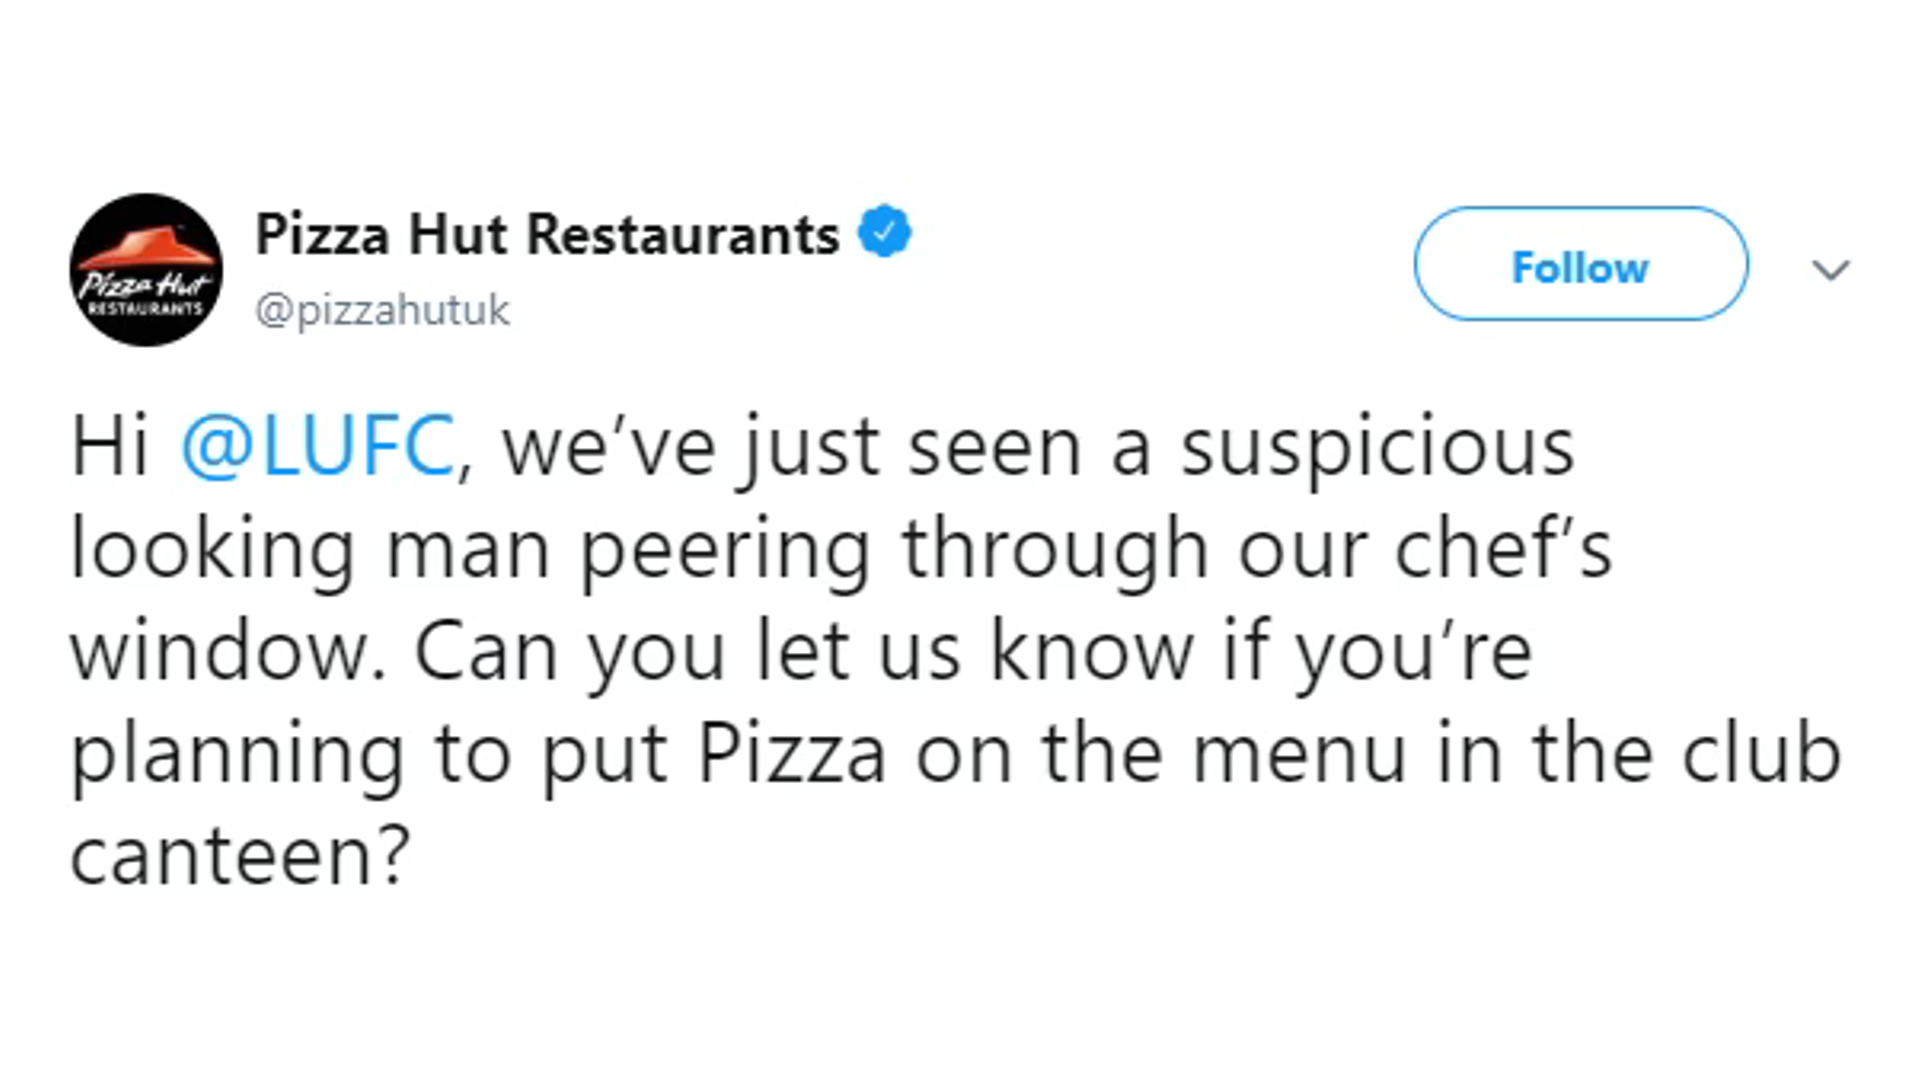 Pizza Hut
RESTAURANTS
Pizza Hut Restaurants
@pizzahutuk
Follow
Hi @LUFC, we’ve just seen a suspicious
looking man peering through our chef’s
window. Can you let us know if you’re
planning to put Pizza on the menu in the club
canteen?